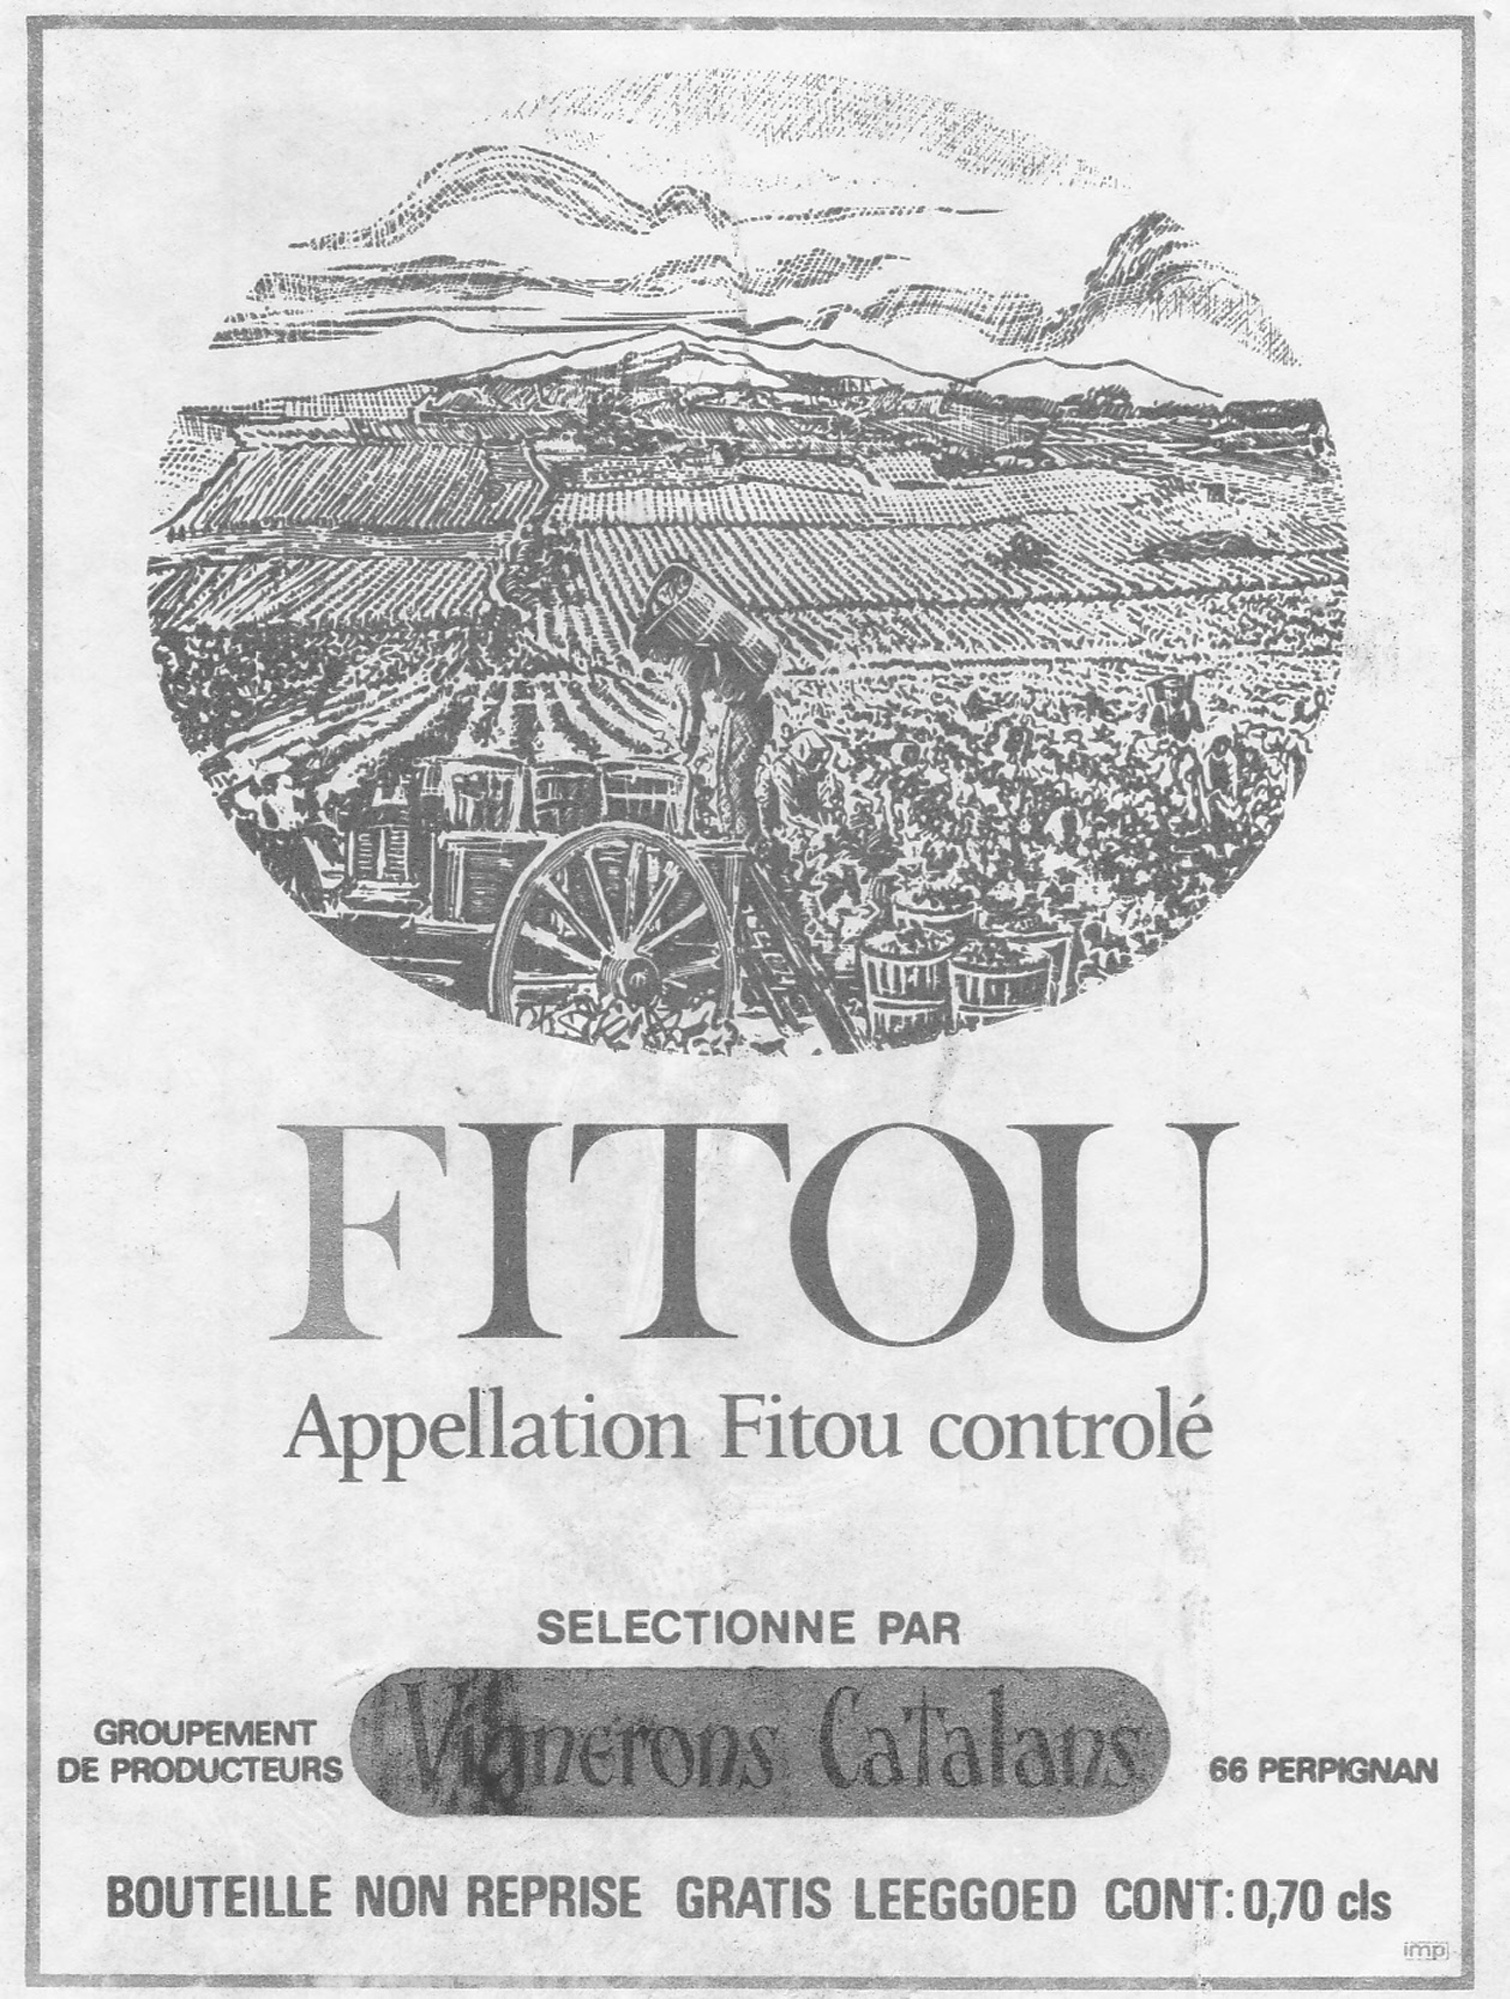 FITOU
Appellation Fitou controlé
SELECTIONNE PAR
GROUPEMENT
DE PRODUCTEURS
Vignerons Catalans
66 PERPIGNAN
BOUTEILLE NON REPRISE GRATIS LEEGGOED CONT: 0,70 cls
imp